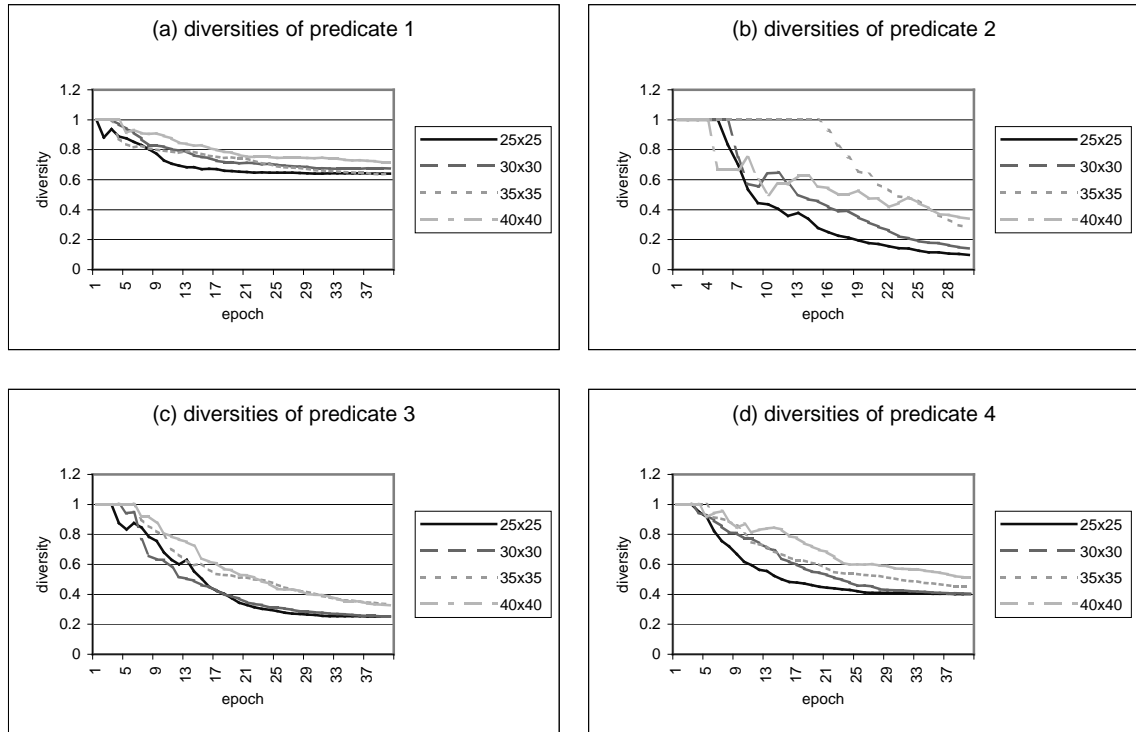 (a) diversities of predicate 1
1.2
1
0.8
0.6
0.4
0.2
0
diversity
1 5 9 13 17 21 25 29 33 37
epoch
25x25
30x30
35x35
40x40
(b) diversities of predicate 2
1.2
1
0.8
0.6
0.4
0.2
0
diversity
1 4 7 10 13 16 19 22 25 28
epoch
25x25
30x30
35x35
40x40
(c) diversities of predicate 3
1.2
1
0.8
0.6
0.4
0.2
0
diversity
1 5 9 13 17 21 25 29 33 37
epoch
25x25
30x30
35x35
40x40
(d) diversities of predicate 4
1.2
1
0.8
0.6
0.4
0.2
0
diversity
1 5 9 13 17 21 25 29 33 37
epoch
25x25
30x30
35x35
40x40